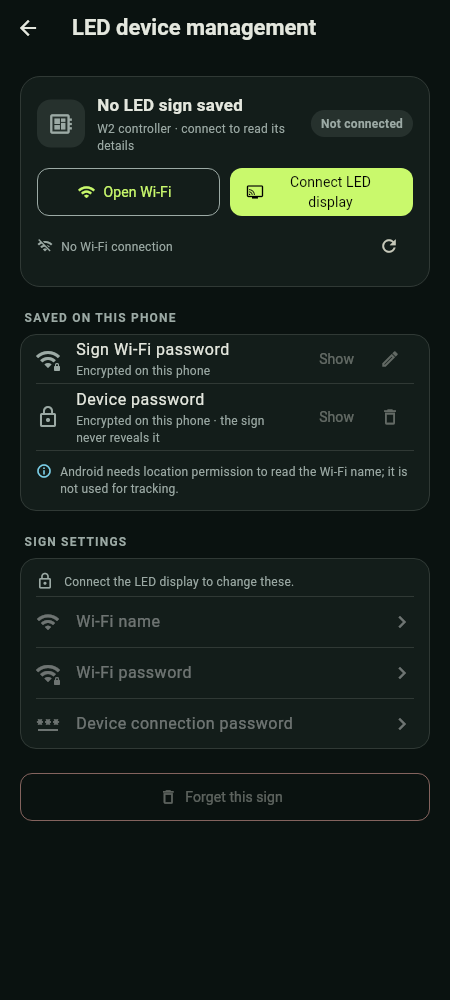 LED device management
No LED sign saved
W2 controller · connect to read its
details
Not connected
Open Wi-Fi
Connect LED
display
No Wi-Fi connection
SAVED ON THIS PHONE
Sign Wi-Fi password
Encrypted on this phone
Show
Device password
Encrypted on this phone · the sign
never reveals it
Show
Android needs location permission to read the Wi-Fi name; it is
not used for tracking.
SIGN SETTINGS
Connect the LED display to change these.
Wi-Fi name
Wi-Fi password
Device connection password
Forget this sign